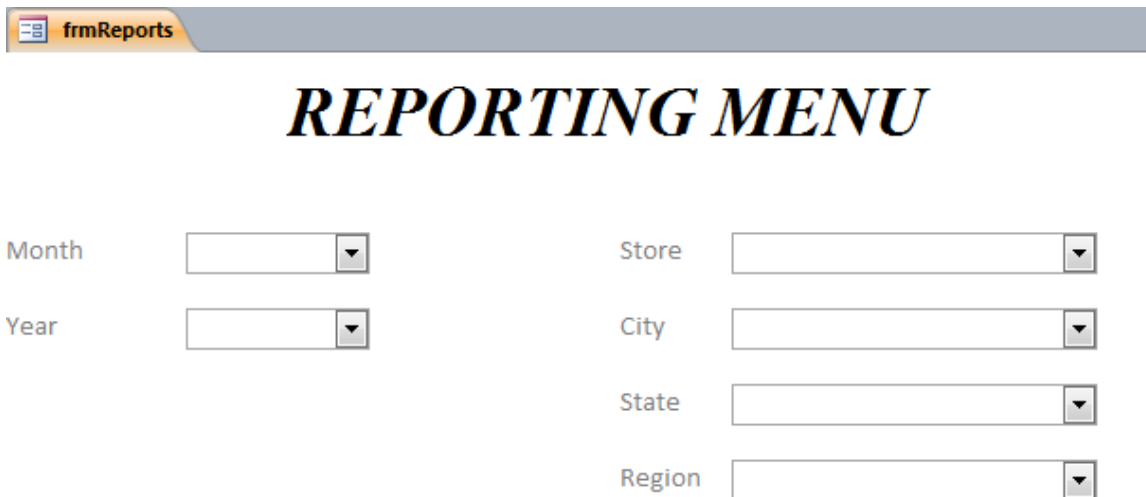 frmReports
REPORTING MENU
Month
Store
Year
City
State
Region